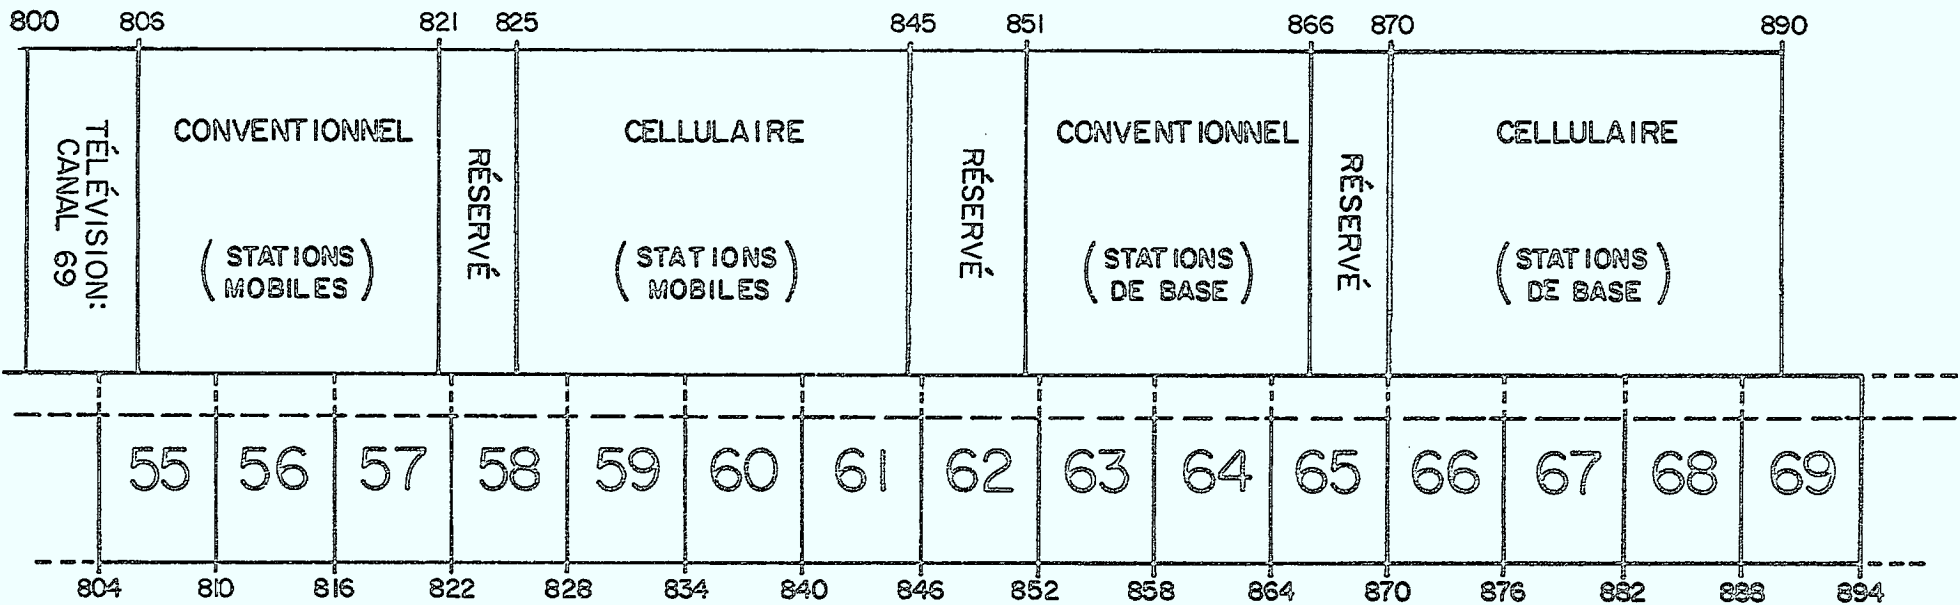 800 806 821 825 845 851 866 870 890
TÉLÉVISION:
CANAL 69
CONVENTIONNEL
(STATIONS
MOBILES)
RÉSERVÉ
CELLULAIRE
(STATIONS
MOBILES)
RÉSERVÉ
CONVENTIONNEL
(STATIONS
DE BASE)
RÉSERVÉ
CELLULAIRE
(STATIONS
DE BASE)
55 56 57 58 59 60 61 62 63 64 65 66 67 68 69
804 810 816 822 828 834 840 846 852 858 864 870 876 882 888 894